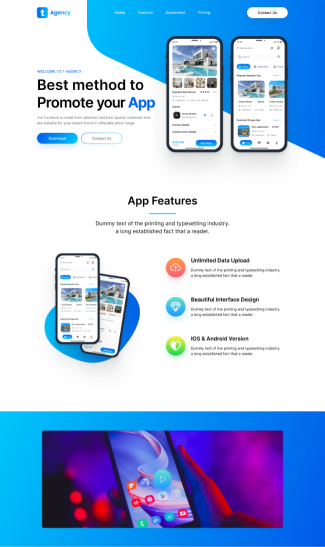 t Agency
Home Features Screenshot Pricing
Contact Us
WELCOME TO T-AGENCY
Best method to
Promote your App
Our furniture is made from selected and best quality materials that
are suitable for your dream home in affordable price range.
Download
Contact Us
App Features
Dummy text of the printing and typesetting industry.
a long established fact that a reader.
Unlimited Data Upload
Dummy text of the printing and typesetting industry
a long established fact that a reader.
Beautiful Interface Design
Dummy text of the printing and typesetting industry
a long established fact that a reader.
IOS & Android Version
Dummy text of the printing and typesetting industry
a long established fact that a reader.